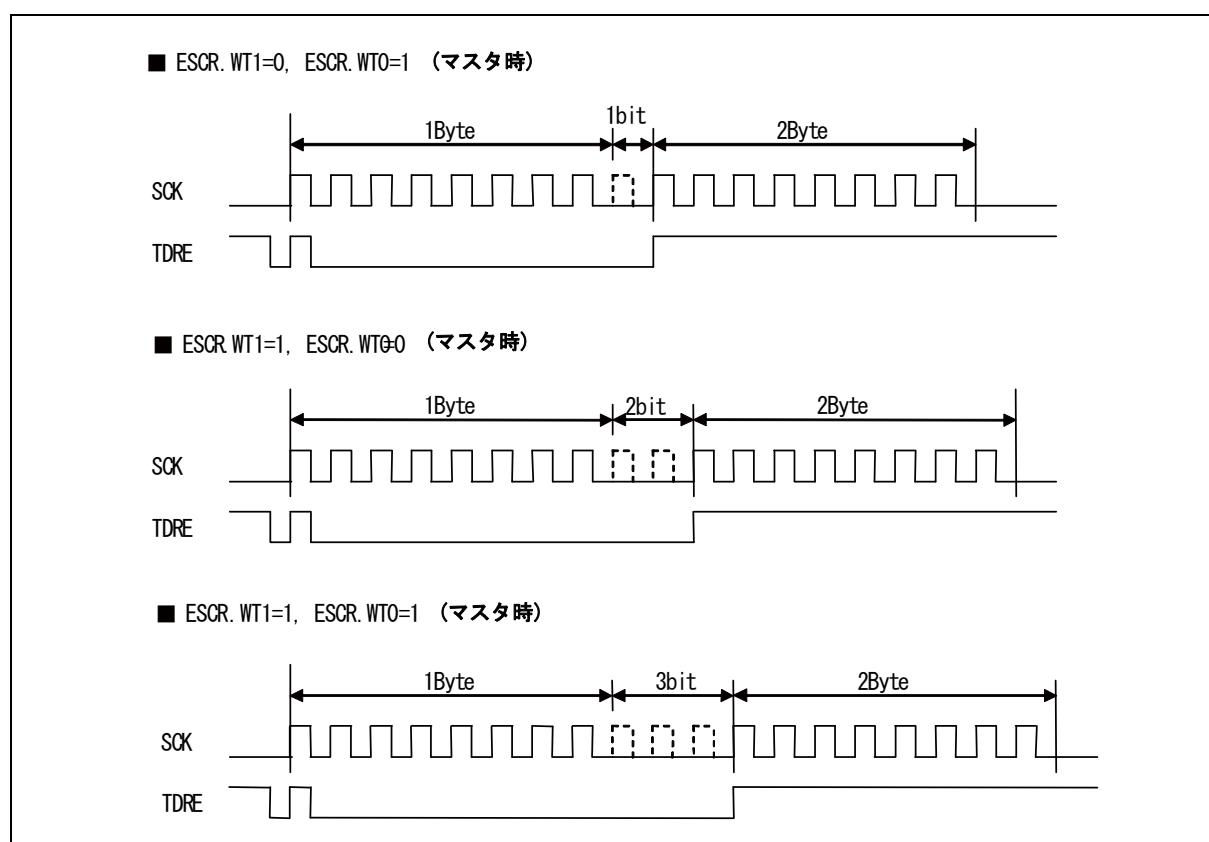 ■ ESCR.WT1=0, ESCR.WT0=1 (マスタ時)
1Byte 1bit 2Byte
SCK
TDRE
■ ESCR.WT1=1, ESCR.WT0=0 (マスタ時)
1Byte 2bit 2Byte
SCK
TDRE
■ ESCR.WT1=1, ESCR.WT0=1 (マスタ時)
1Byte 3bit 2Byte
SCK
TDRE